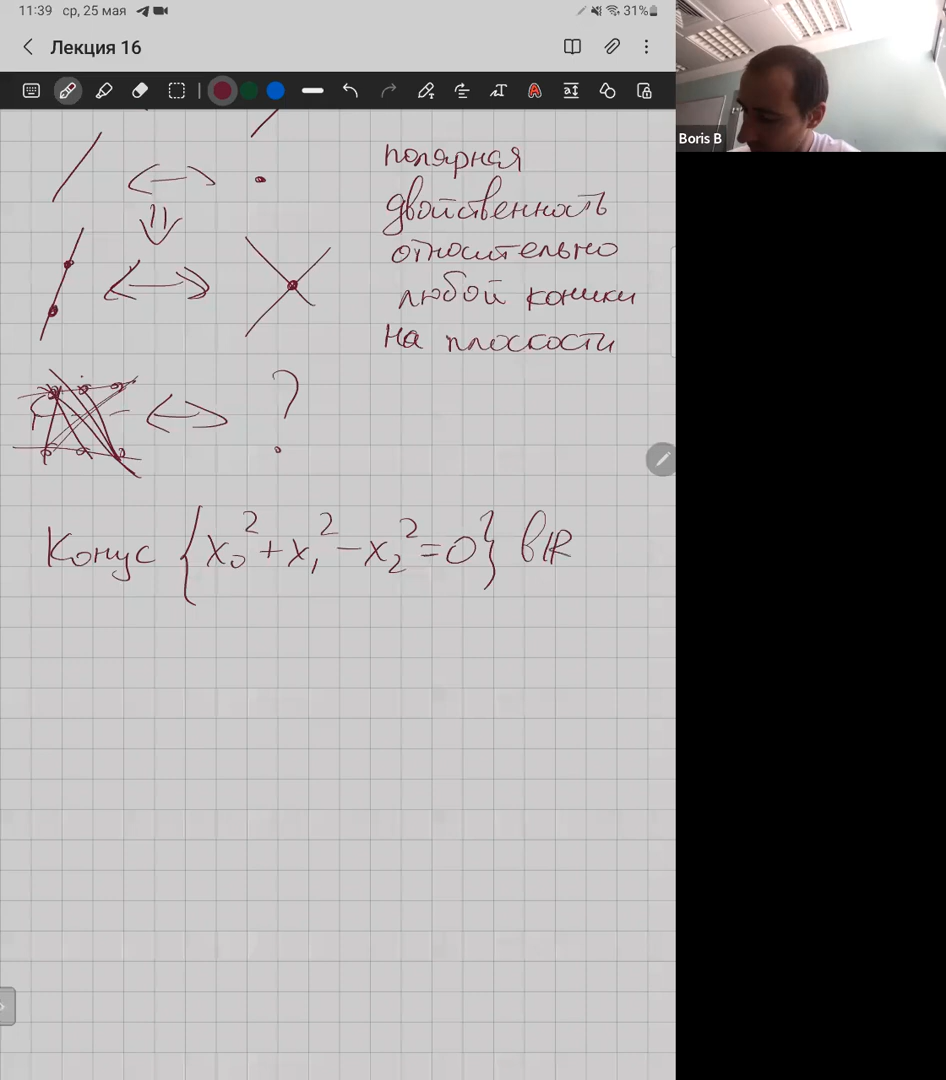 11:39 ср, 25 мая 31%
Лекция 16
Boris B
полярная
двойственность
относительно
любой коники
на плоскости
?
Конус {x₀² + x₁² − x₂² = 0} в ℝ